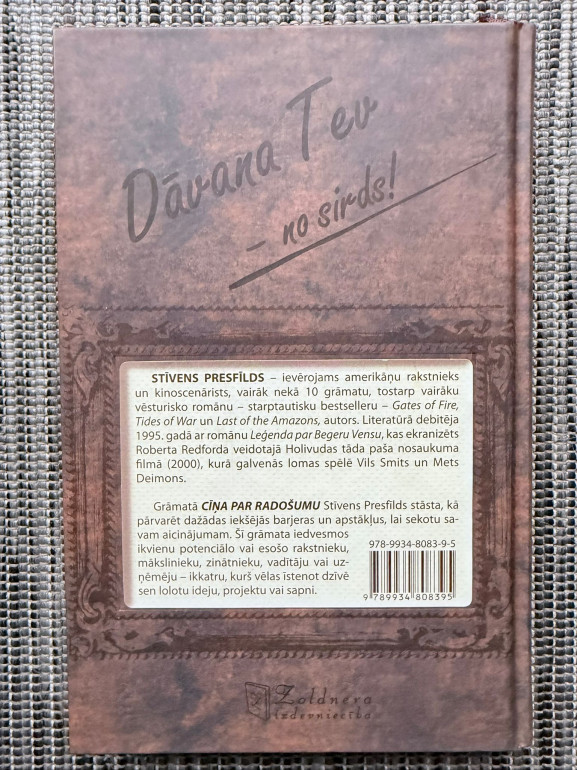 Dāvana Tev
– no sirds!
STĪVENS PRESFĪLDS – ievērojams amerikāņu rakstnieks
un kinoscenārists, vairāk nekā 10 grāmatu, tostarp vairāku
vēsturisko romānu – starptautisku bestselleru – Gates of Fire,
Tides of War un Last of the Amazons, autors. Literatūrā debitēja
1995. gadā ar romānu Leģenda par Begeru Vensu, kas ekranizēts
Roberta Redforda veidotajā Holivudas tāda paša nosaukuma
filmā (2000), kurā galvenās lomas spēlē Vils Smits un Mets
Deimons.
Grāmatā CĪŅA PAR RADOŠUMU Stīvens Presfīlds stāsta, kā
pārvarēt dažādas iekšējās barjeras un apstākļus, lai sekotu sa-
vam aicinājumam. Šī grāmata iedvesmos
ikvienu potenciālo vai esošo rakstnieku,
mākslinieku, zinātnieku, vadītāju vai uz-
ņēmēju – ikkatru, kurš vēlas īstenot dzīvē
sen lolotu ideju, projektu vai sapni.
978-9934-8083-9-5
9 789934 808395
Zoldnera
izdevniecība